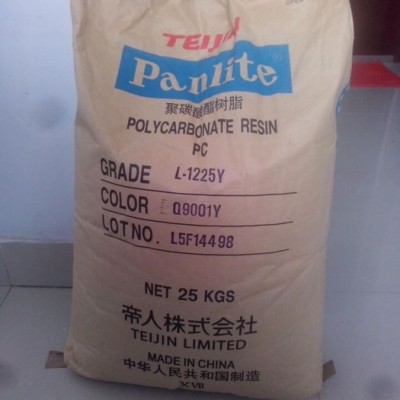 TEIJIN
Panlite
聚碳酸酯树脂
POLYCARBONATE RESIN
PC
GRADE L-1225Y
COLOR Q9001Y
LOT NO. L5F14498
NET 25 KGS
帝人株式会社
TEIJIN LIMITED
MADE IN CHINA
中华人民共和国制造
XVII